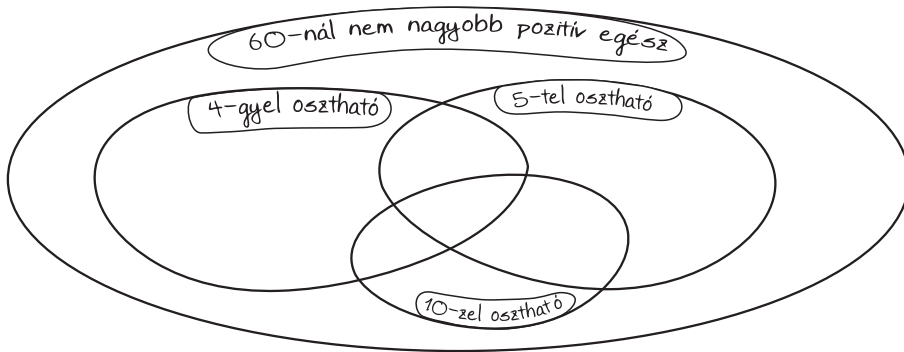 60-nál nem nagyobb pozitív egész
4-gyel osztható
5-tel osztható
10-zel osztható